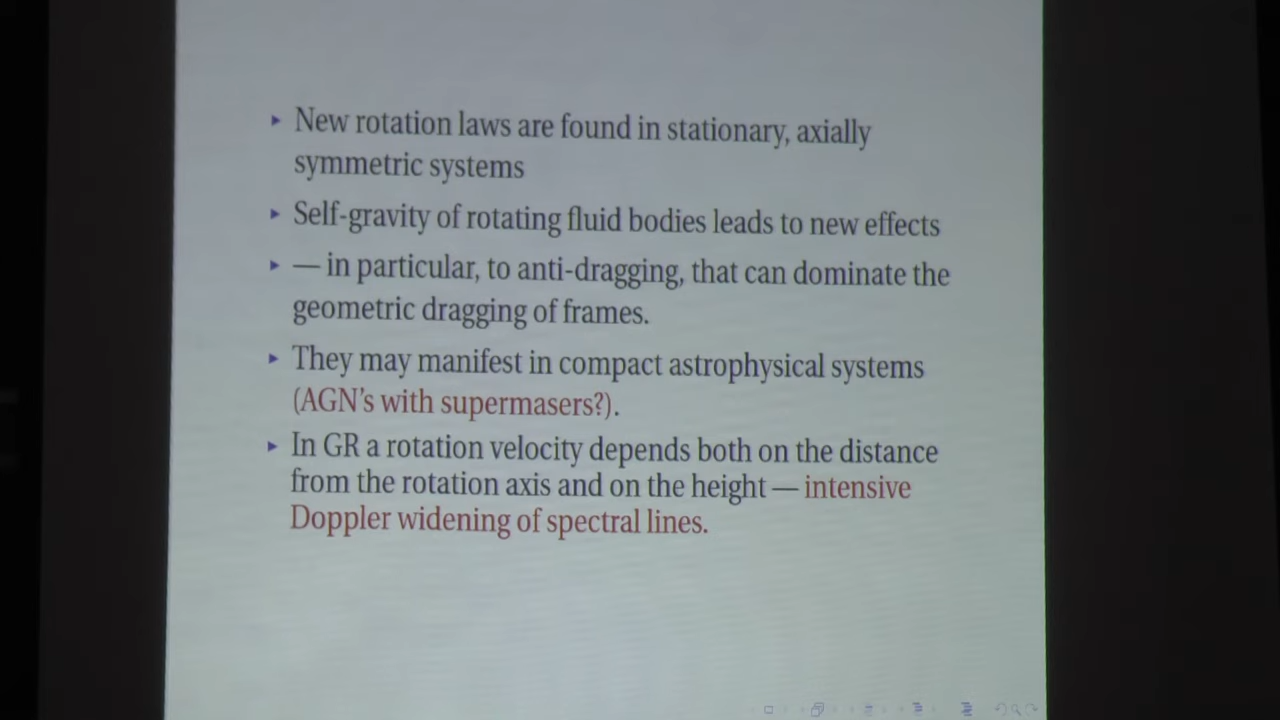 New rotation laws are found in stationary, axially
symmetric systems
Self-gravity of rotating fluid bodies leads to new effects
— in particular, to anti-dragging, that can dominate the
geometric dragging of frames.
They may manifest in compact astrophysical systems
(AGN's with supermasers?).
In GR a rotation velocity depends both on the distance
from the rotation axis and on the height — intensive
Doppler widening of spectral lines.